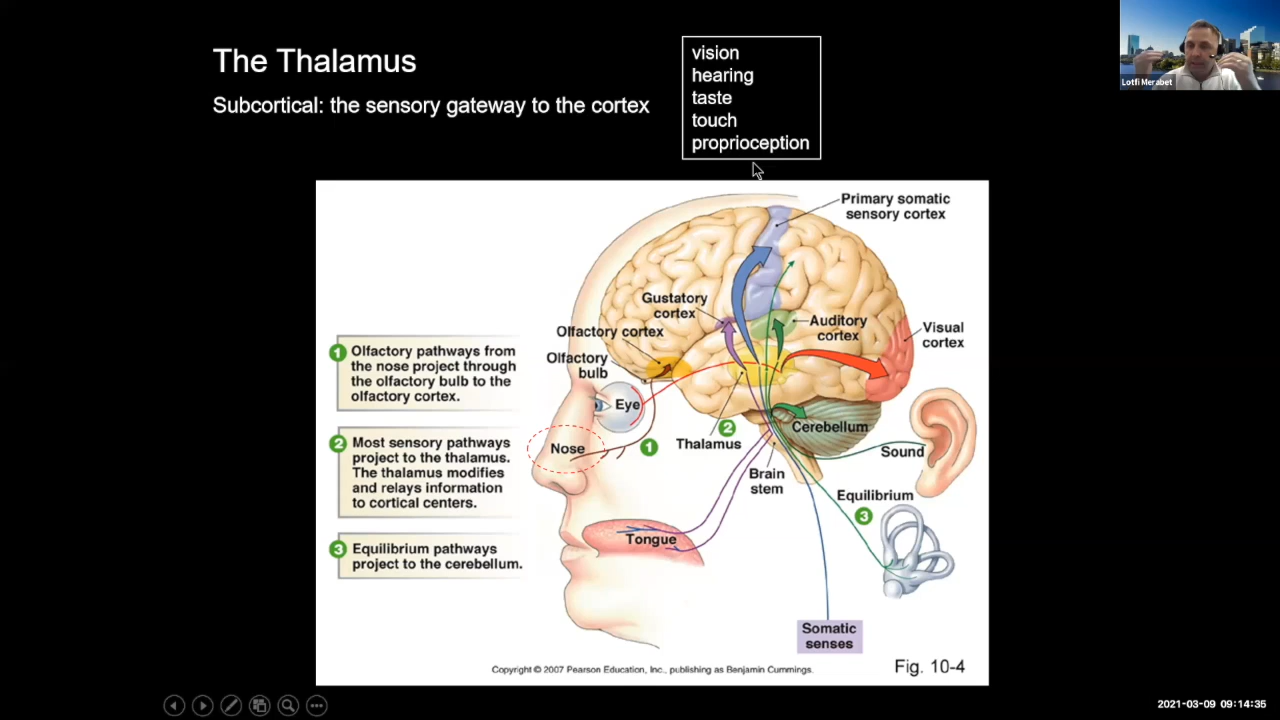 The Thalamus
Subcortical: the sensory gateway to the cortex
vision
hearing
taste
touch
proprioception
Lotfi Merabet
Primary somatic
sensory cortex
Gustatory
cortex
Auditory
cortex
Visual
cortex
Olfactory cortex
Olfactory
bulb
Eye
Nose
1
Thalamus
2
Cerebellum
Brain
stem
Sound
Equilibrium
3
Tongue
Somatic
senses
1 Olfactory pathways from
the nose project through
the olfactory bulb to the
olfactory cortex.
2 Most sensory pathways
project to the thalamus.
The thalamus modifies
and relays information
to cortical centers.
3 Equilibrium pathways
project to the cerebellum.
Copyright © 2007 Pearson Education, Inc., publishing as Benjamin Cummings.
Fig. 10-4
2021-03-09 09:14:35